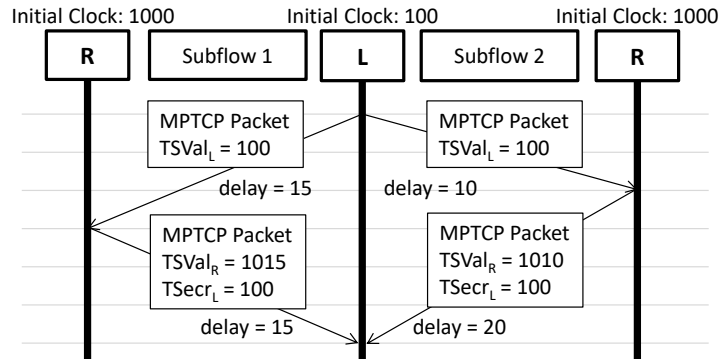 Initial Clock: 1000 Initial Clock: 100 Initial Clock: 1000
R Subflow 1 L Subflow 2 R
MPTCP Packet
TSVal_L = 100
MPTCP Packet
TSVal_L = 100
delay = 15 delay = 10
MPTCP Packet
TSVal_R = 1015
TSecr_L = 100
MPTCP Packet
TSVal_R = 1010
TSecr_L = 100
delay = 15 delay = 20